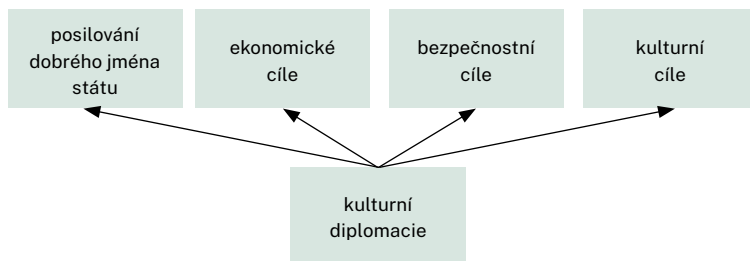 posilování
dobrého jména
státu
ekonomické
cíle
bezpečnostní
cíle
kulturní
cíle
kulturní
diplomacie